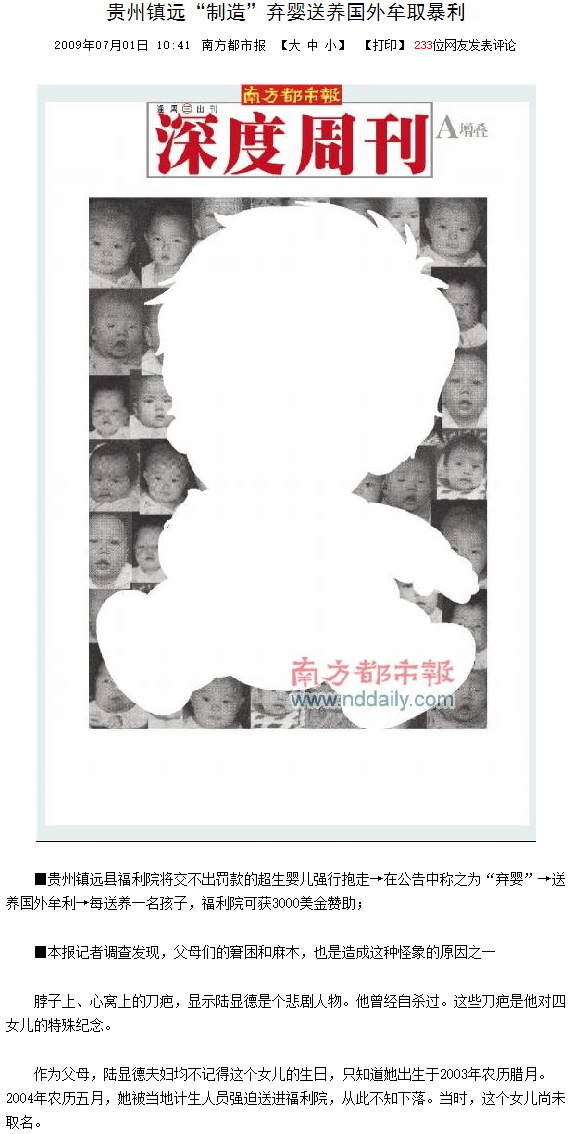 贵州镇远“制造”弃婴送养国外牟取暴利
2009年07月01日 10:41 南方都市报 【大 中 小】 【打印】 233位网友发表评论
南方都市報
逢周三出刊
深度周刊
A增叠
南方都市報
www.nddaily.com
■贵州镇远县福利院将交不出罚款的超生婴儿强行抱走→在公告中称之为“弃婴”→送
养国外牟利→每送养一名孩子，福利院可获3000美金赞助；
■本报记者调查发现，父母们的窘困和麻木，也是造成这种怪象的原因之一
脖子上、心窝上的刀疤，显示陆显德是个悲剧人物。他曾经自杀过。这些刀疤是他对四
女儿的特殊纪念。
作为父母，陆显德夫妇均不记得这个女儿的生日，只知道她出生于2003年农历腊月。
2004年农历五月，她被当地计生人员强迫送进福利院，从此不知下落。当时，这个女儿尚未
取名。